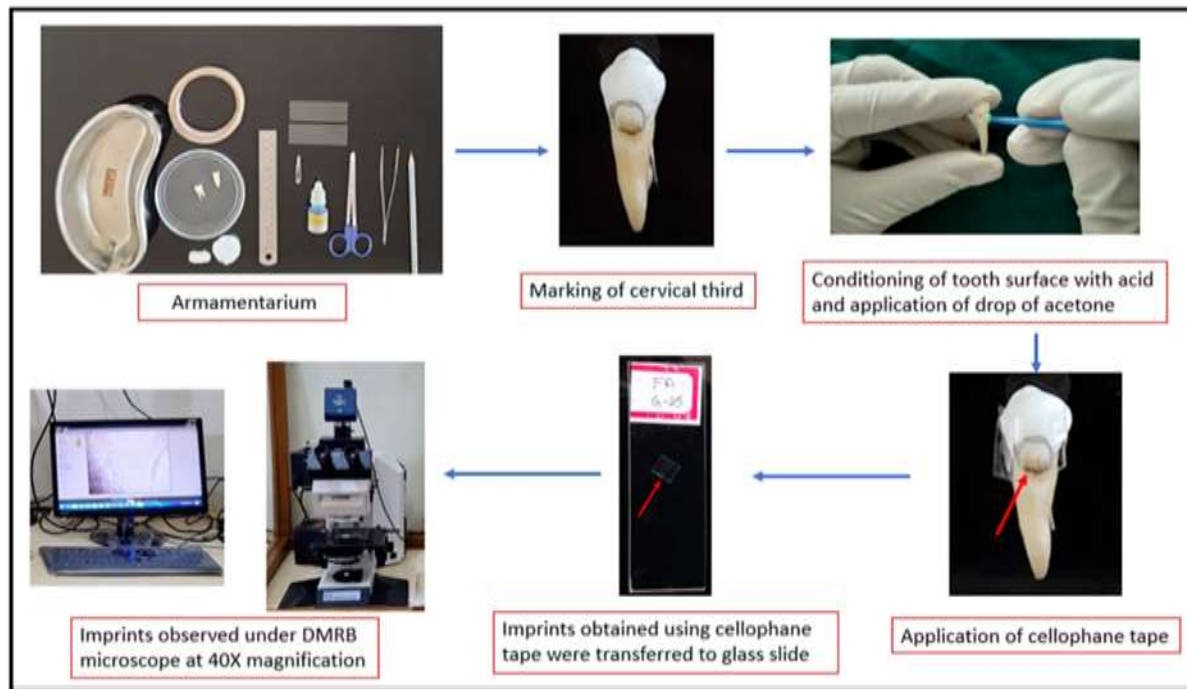 Armamentarium
Marking of cervical third
Conditioning of tooth surface with acid
and application of drop of acetone
Application of cellophane tape
FA
G-25
Imprints obtained using cellophane
tape were transferred to glass slide
Imprints observed under DMRB
microscope at 40X magnification